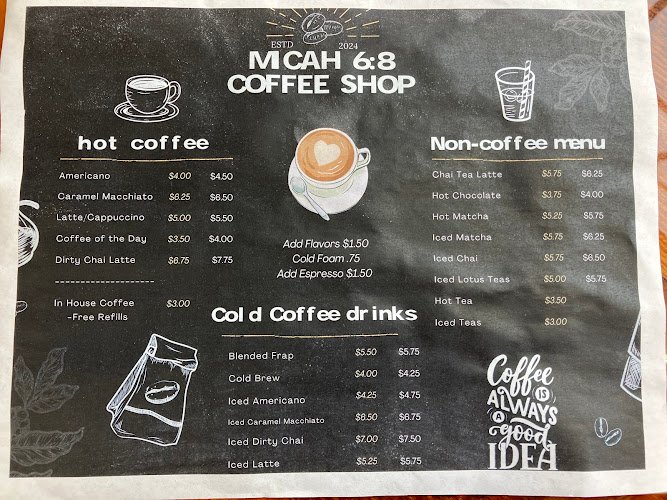 ESTD 2024
MICAH 6:8
COFFEE SHOP
hot coffee
Americano $4.00 $4.50
Caramel Macchiato $6.25 $6.50
Latte/Cappuccino $5.00 $5.50
Coffee of the Day $3.50 $4.00
Dirty Chai Latte $6.75 $7.75
--------------------
In House Coffee $3.00
-Free Refills
Add Flavors $1.50
Cold Foam .75
Add Espresso $1.50
Non-coffee menu
Chai Tea Latte $5.75 $6.25
Hot Chocolate $3.75 $4.00
Hot Matcha $5.25 $5.75
Iced Matcha $5.75 $6.25
Iced Chai $5.75 $6.50
Iced Lotus Teas $5.00 $5.75
Hot Tea $3.50
Iced Teas $3.00
Cold Coffee drinks
Blended Frap $5.50 $5.75
Cold Brew $4.00 $4.25
Iced Americano $4.25 $4.75
Iced Caramel Macchiato $6.50 $6.75
Iced Dirty Chai $7.00 $7.50
Iced Latte $5.25 $5.75
Coffee
IS
ALWAYS
A good
IDEA